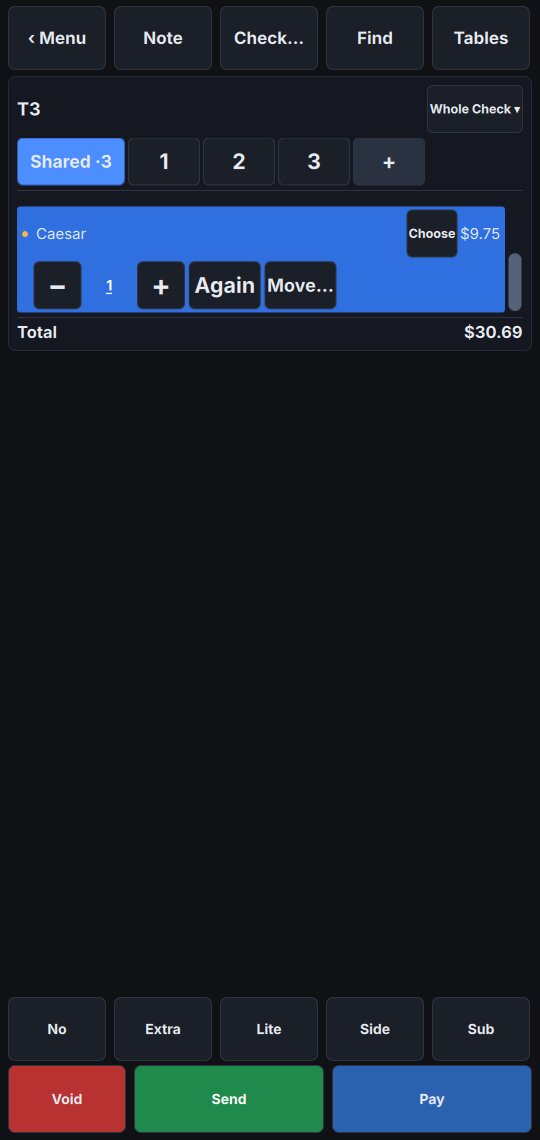 ‹ Menu Note Check... Find Tables
T3 Whole Check ▾
Shared ·3 1 2 3 +
Caesar Choose $9.75
− 1 + Again Move...
Total $30.69
No Extra Lite Side Sub
Void Send Pay